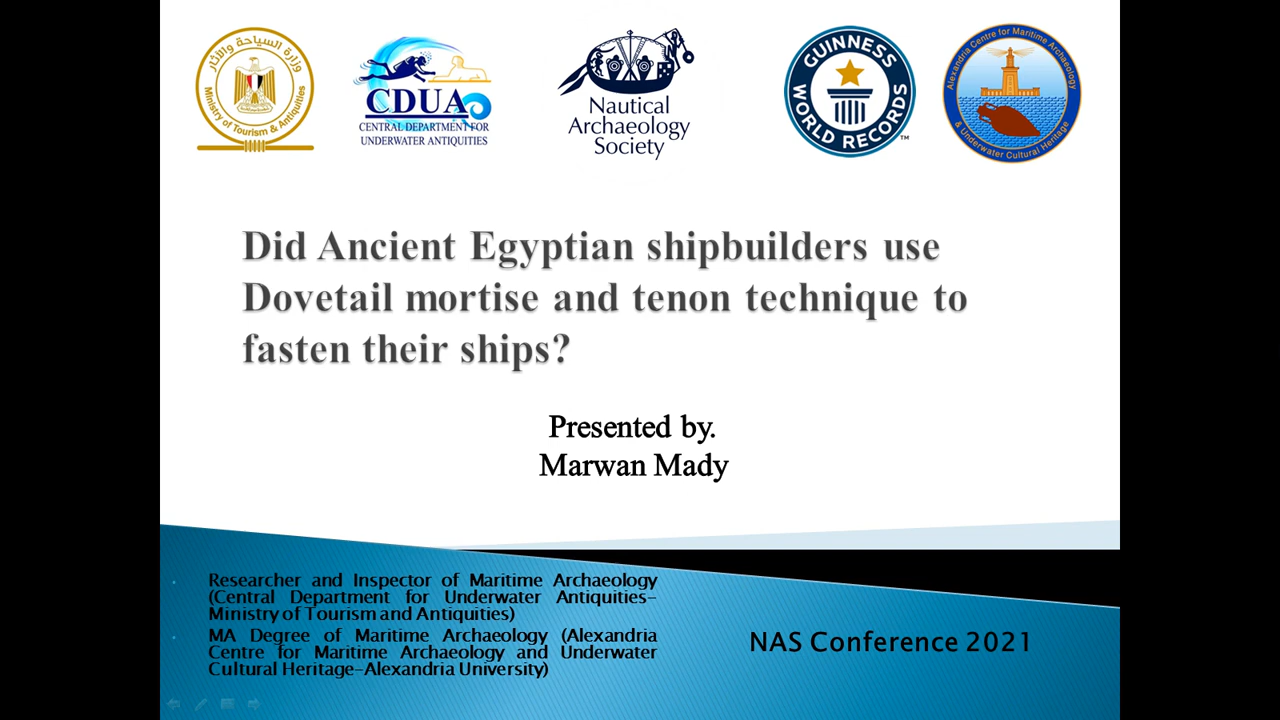 وزارة السياحة والآثار
Ministry of Tourism & Antiquities
CDUA
CENTRAL DEPARTMENT FOR
UNDERWATER ANTIQUITIES
Nautical
Archaeology
Society
GUINNESS
WORLD RECORDS
TM
Alexandria Centre for Maritime Archaeology
& Underwater Cultural Heritage
Did Ancient Egyptian shipbuilders use
Dovetail mortise and tenon technique to
fasten their ships?
Presented by.
Marwan Mady
Researcher and Inspector of Maritime Archaeology
(Central Department for Underwater Antiquities-
Ministry of Tourism and Antiquities)
MA Degree of Maritime Archaeology (Alexandria
Centre for Maritime Archaeology and Underwater
Cultural Heritage-Alexandria University)
NAS Conference 2021